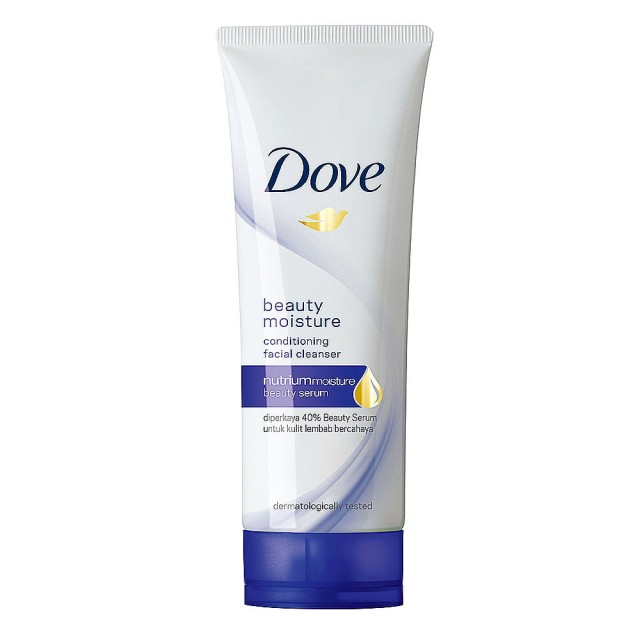 Dove
beauty
moisture
conditioning
facial cleanser
nutriummoisture
beauty serum
diperkaya 40% Beauty Serum
untuk kulit lembab bercahaya
dermatologically tested